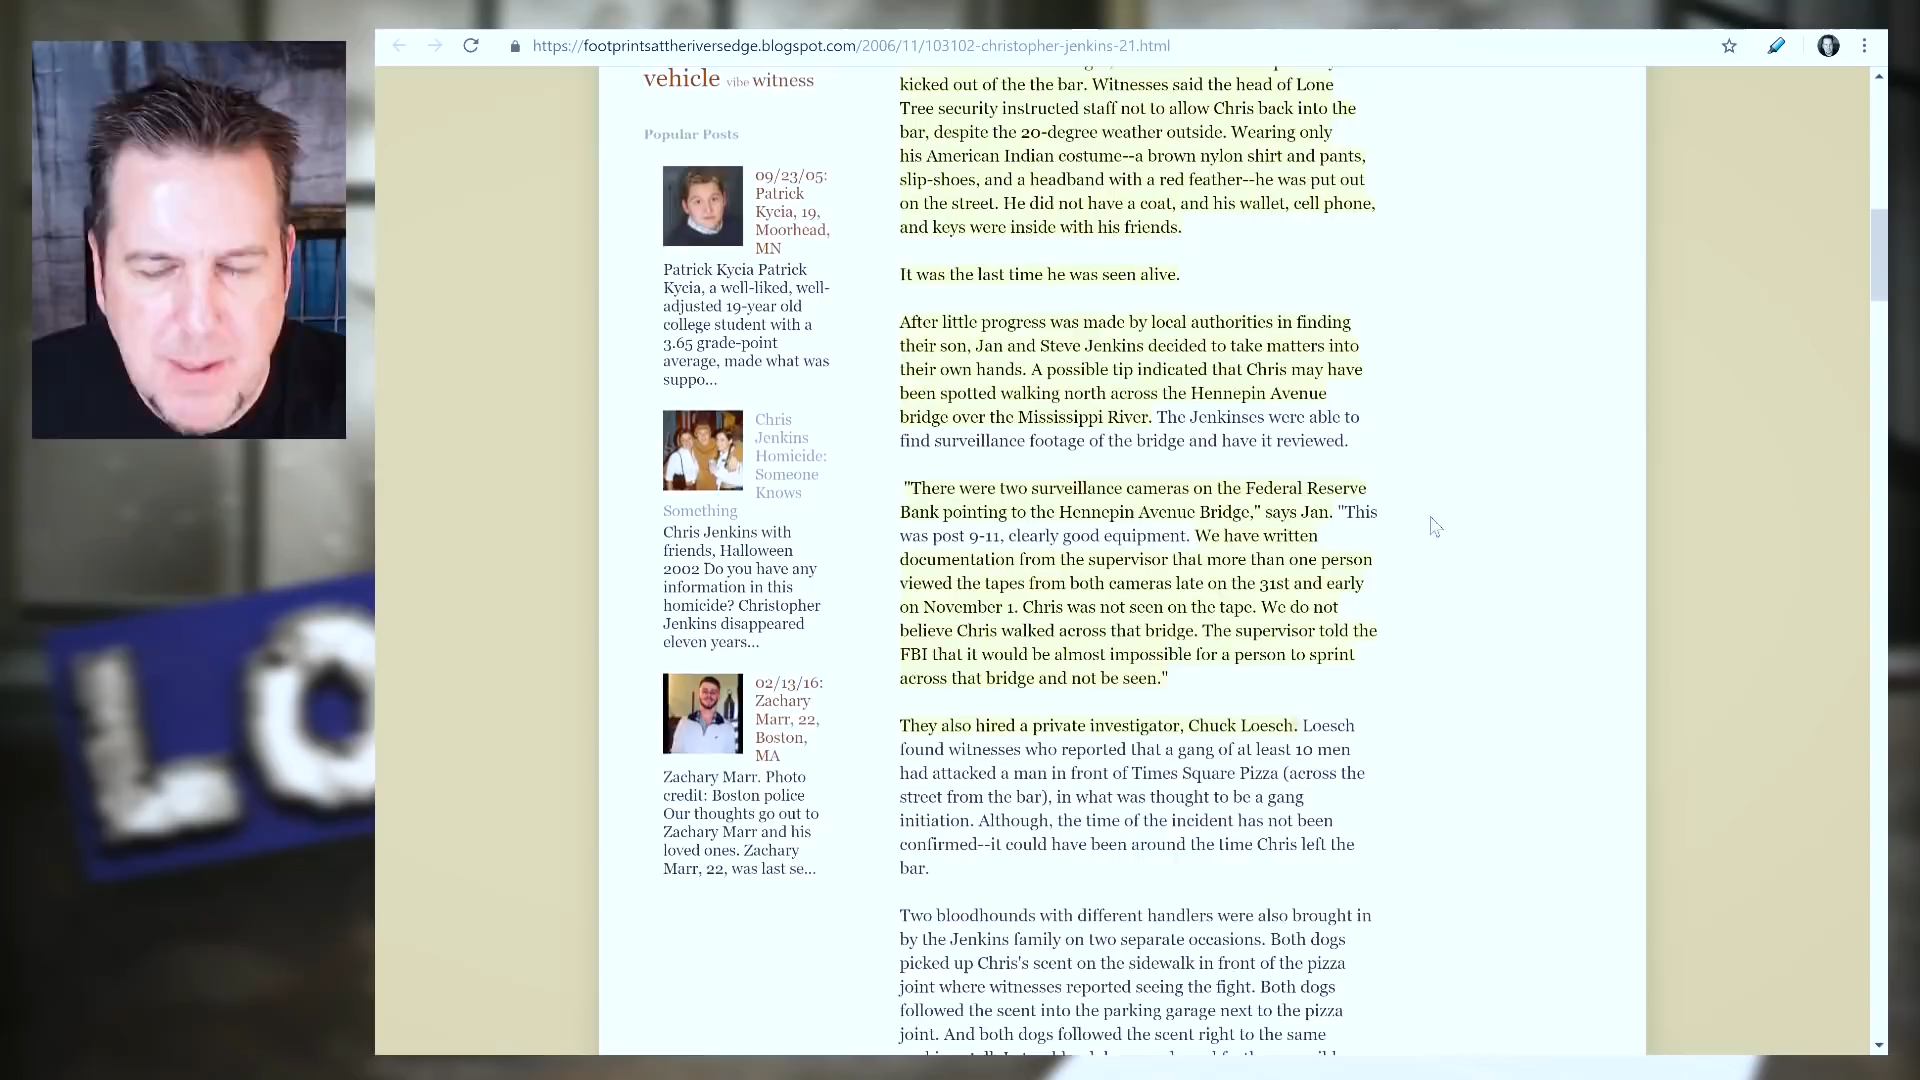 https://footprintsattheriversedge.blogspot.com/2006/11/103102-christopher-jenkins-21.html
vehicle vibe witness
Popular Posts
09/23/05:
Patrick
Kycia, 19,
Moorhead,
MN
Patrick Kycia Patrick
Kycia, a well-liked, well-
adjusted 19-year old
college student with a
3.65 grade-point
average, made what was
suppo...
Chris
Jenkins
Homicide:
Someone
Knows
Something
Chris Jenkins with
friends, Halloween
2002 Do you have any
information in this
homicide? Christopher
Jenkins disappeared
eleven years...
02/13/16:
Zachary
Marr, 22,
Boston,
MA
Zachary Marr. Photo
credit: Boston police
Our thoughts go out to
Zachary Marr and his
loved ones. Zachary
Marr, 22, was last se...
kicked out of the the bar. Witnesses said the head of Lone
Tree security instructed staff not to allow Chris back into the
bar, despite the 20-degree weather outside. Wearing only
his American Indian costume--a brown nylon shirt and pants,
slip-shoes, and a headband with a red feather--he was put out
on the street. He did not have a coat, and his wallet, cell phone,
and keys were inside with his friends.
It was the last time he was seen alive.
After little progress was made by local authorities in finding
their son, Jan and Steve Jenkins decided to take matters into
their own hands. A possible tip indicated that Chris may have
been spotted walking north across the Hennepin Avenue
bridge over the Mississippi River. The Jenkinses were able to
find surveillance footage of the bridge and have it reviewed.
"There were two surveillance cameras on the Federal Reserve
Bank pointing to the Hennepin Avenue Bridge," says Jan. "This
was post 9-11, clearly good equipment. We have written
documentation from the supervisor that more than one person
viewed the tapes from both cameras late on the 31st and early
on November 1. Chris was not seen on the tape. We do not
believe Chris walked across that bridge. The supervisor told the
FBI that it would be almost impossible for a person to sprint
across that bridge and not be seen."
They also hired a private investigator, Chuck Loesch. Loesch
found witnesses who reported that a gang of at least 10 men
had attacked a man in front of Times Square Pizza (across the
street from the bar), in what was thought to be a gang
initiation. Although, the time of the incident has not been
confirmed--it could have been around the time Chris left the
bar.
Two bloodhounds with different handlers were also brought in
by the Jenkins family on two separate occasions. Both dogs
picked up Chris's scent on the sidewalk in front of the pizza
joint where witnesses reported seeing the fight. Both dogs
followed the scent into the parking garage next to the pizza
joint. And both dogs followed the scent right to the same
LO